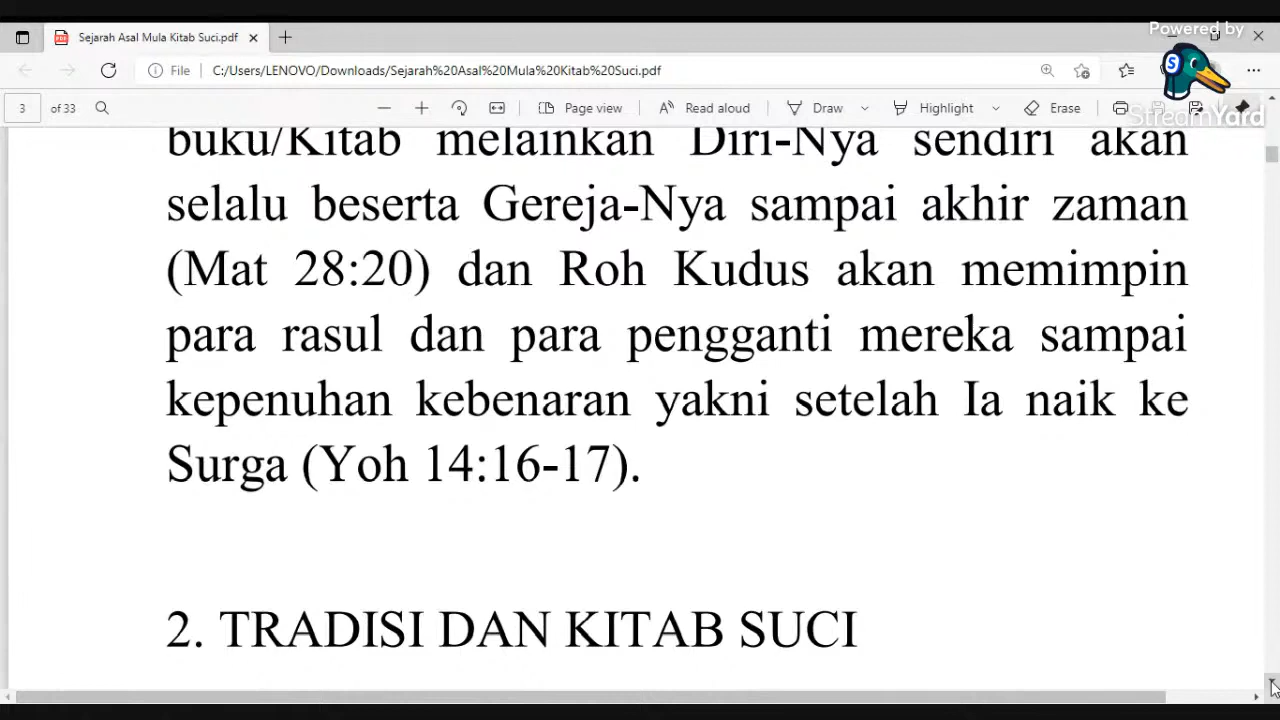 Powered by
StreamYard
Sejarah Asal Mula Kitab Suci.pdf
File C:/Users/LENOVO/Downloads/Sejarah%20Asal%20Mula%20Kitab%20Suci.pdf
3 of 33 Page view Read aloud Draw Highlight Erase
buku/Kitab melainkan Diri-Nya sendiri akan
selalu beserta Gereja-Nya sampai akhir zaman
(Mat 28:20) dan Roh Kudus akan memimpin
para rasul dan para pengganti mereka sampai
kepenuhan kebenaran yakni setelah Ia naik ke
Surga (Yoh 14:16-17).
2. TRADISI DAN KITAB SUCI